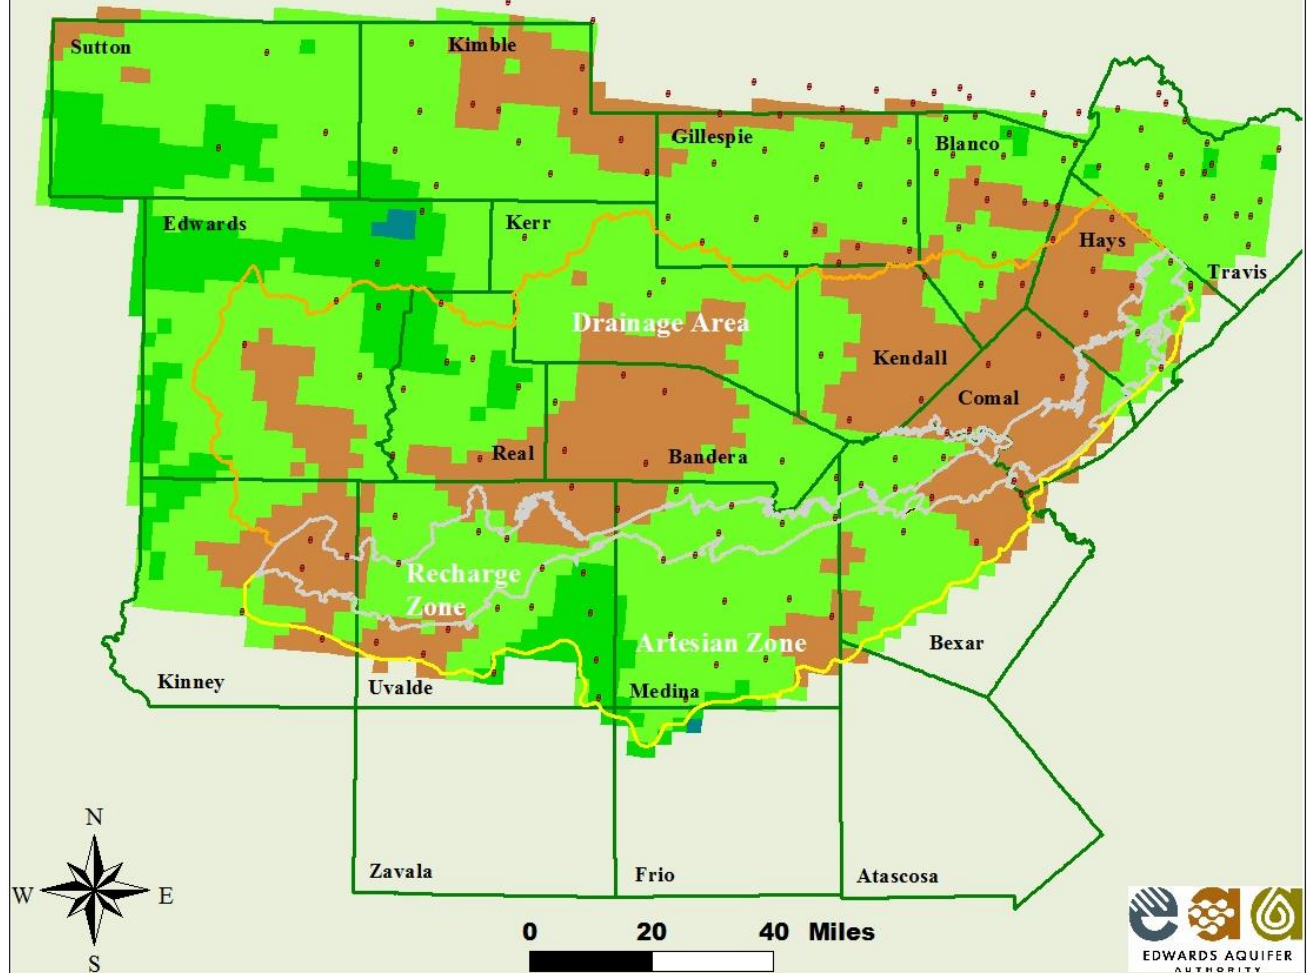 Sutton
Kimble
Gillespie
Blanco
Edwards
Kerr
Hays
Travis
Drainage Area
Kendall
Comal
Real
Bandera
Recharge
Zone
Artesian Zone
Bexar
Kinney
Uvalde
Medina
Zavala
Frio
Atascosa
N
W
E
S
0 20 40 Miles
eaa
EDWARDS AQUIFER
AUTHORITY